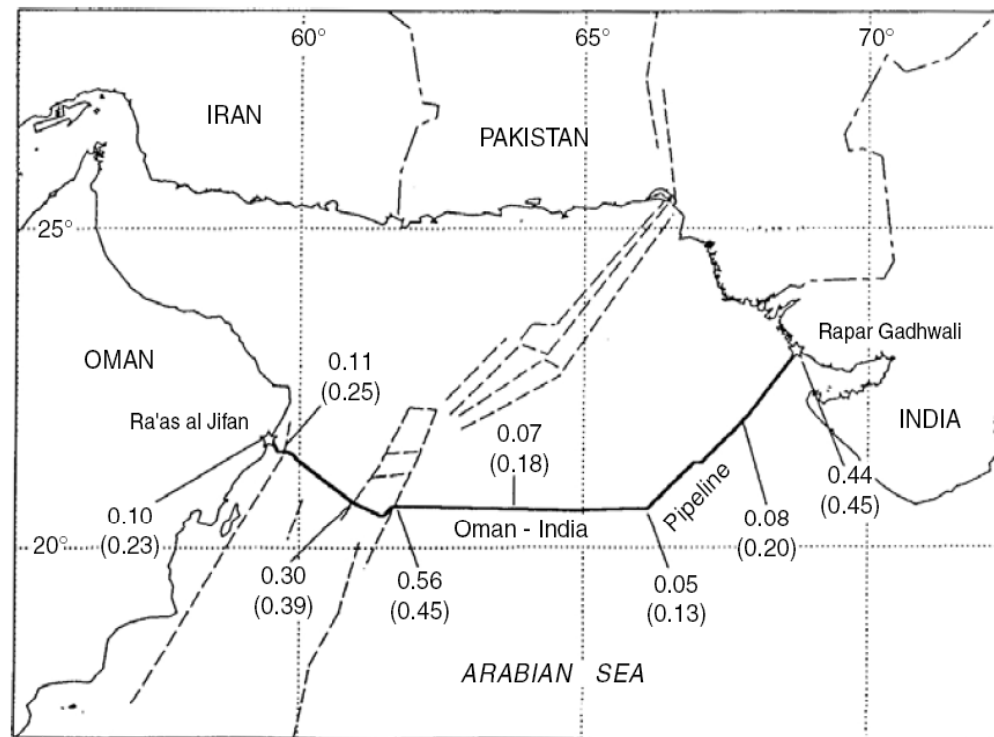 60° 65° 70°
IRAN
PAKISTAN
25°
Rapar Gadhwali
OMAN
0.11
(0.25)
Ra'as al Jifan
0.07
(0.18)
INDIA
Pipeline
0.44
(0.45)
0.10
(0.23)
Oman - India
0.08
(0.20)
20°
0.30
(0.39)
0.56
(0.45)
0.05
(0.13)
ARABIAN SEA